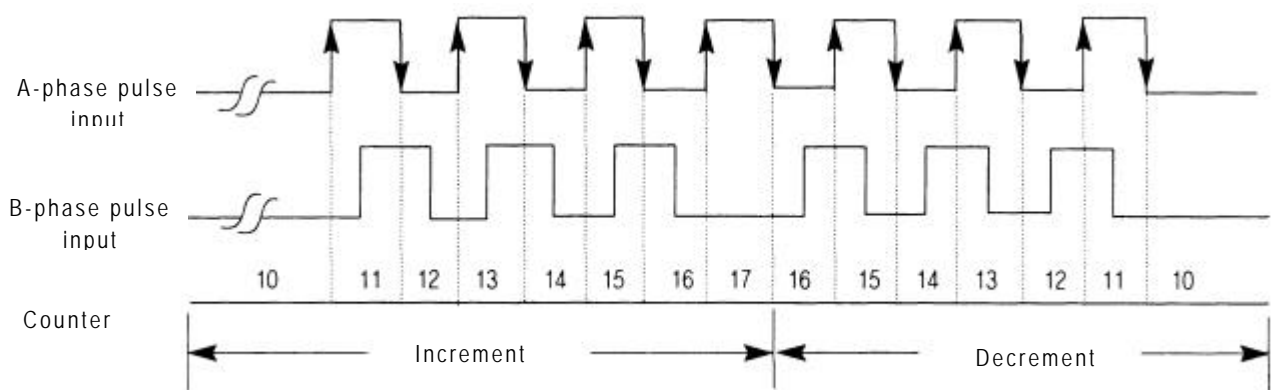 A-phase pulse
input
B-phase pulse
input
10 11 12 13 14 15 16 17 16 15 14 13 12 11 10
Counter
Increment Decrement